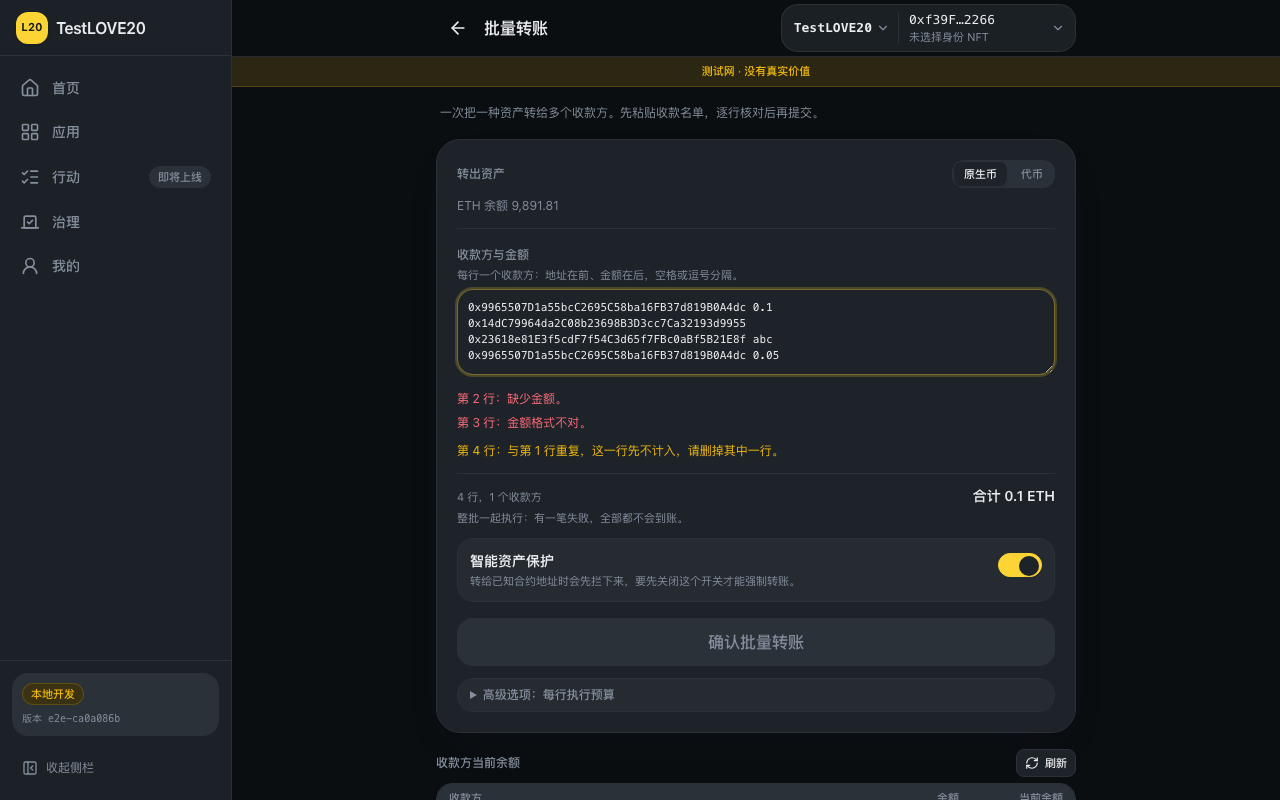 L20 TestLOVE20
首页
应用
行动 即将上线
治理
我的
本地开发
版本 e2e-ca0a086b
收起侧栏
批量转账
TestLOVE20
0xf39F…2266
未选择身份 NFT
测试网 · 没有真实价值
一次把一种资产转给多个收款方。先粘贴收款名单，逐行核对后再提交。
转出资产
原生币 代币
ETH 余额 9,891.81
收款方与金额
每行一个收款方：地址在前、金额在后，空格或逗号分隔。
0x9965507D1a55bcC2695C58ba16FB37d819B0A4dc 0.1
0x14dC79964da2C08b23698B3D3cc7Ca32193d9955
0x23618e81E3f5cdF7f54C3d65f7FBc0aBf5B21E8f abc
0x9965507D1a55bcC2695C58ba16FB37d819B0A4dc 0.05
第 2 行：缺少金额。
第 3 行：金额格式不对。
第 4 行：与第 1 行重复，这一行先不计入，请删掉其中一行。
4 行，1 个收款方
合计 0.1 ETH
整批一起执行：有一笔失败，全部都不会到账。
智能资产保护
转给已知合约地址时会先拦下来，要先关闭这个开关才能强制转账。
确认批量转账
高级选项：每行执行预算
收款方当前余额
刷新
收款方 金额 当前余额